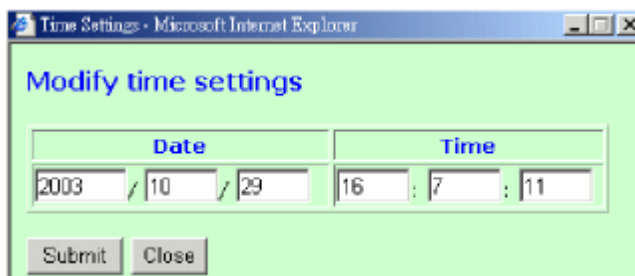 Time Settings - Microsoft Internet Explorer
Modify time settings
Date Time
2003 / 10 / 29 16 : 7 : 11
Submit Close